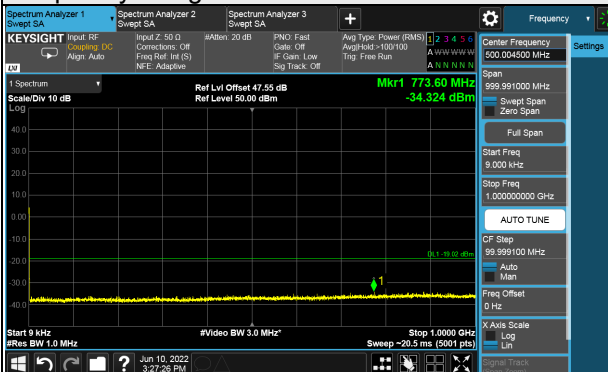 Spectrum Analyzer 1
Swept SA
Spectrum Analyzer 2
Swept SA
Spectrum Analyzer 3
Swept SA
Frequency
KEYSIGHT
Input: RF
Coupling: DC
Align: Auto
Input Z: 50 Ω
Corrections: Off
Freq Ref: Int (S)
NFE: Adaptive
#Atten: 20 dB
PNO: Fast
Gate: Off
IF Gain: Low
Sig Track: Off
Avg Type: Power (RMS)
Avg|Hold:>100/100
Trig: Free Run
1 2 3 4 5 6
A W W W W W
A N N N N N
LXI
1 Spectrum
Scale/Div 10 dB
Log
Ref Lvl Offset 47.55 dB
Ref Level 50.00 dBm
Mkr1 773.60 MHz
-34.324 dBm
40.0
30.0
20.0
10.0
0.00
-10.0
-20.0
-30.0
-40.0
DL1 -19.02 dBm
1
Start 9 kHz
#Res BW 1.0 MHz
#Video BW 3.0 MHz*
Stop 1.0000 GHz
Sweep ~20.5 ms (5001 pts)
?
Jun 10, 2022
3:27:26 PM
Center Frequency
500.004500 MHz
Settings
Span
999.991000 MHz
Swept Span
Zero Span
Full Span
Start Freq
9.000 kHz
Stop Freq
1.000000000 GHz
AUTO TUNE
CF Step
99.999100 MHz
Auto
Man
Freq Offset
0 Hz
X Axis Scale
Log
Lin
Signal Track